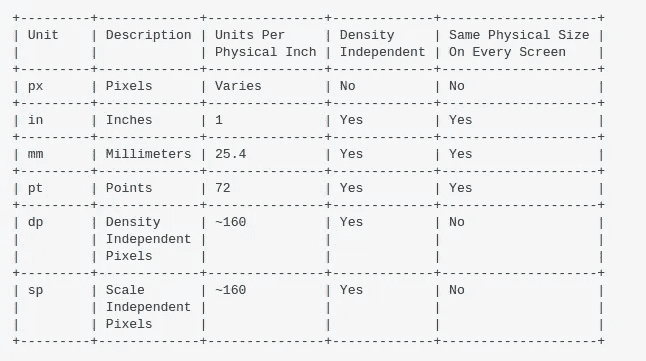 +---------+-------------+---------------+-------------+--------------------+
| Unit    | Description | Units Per     | Density     | Same Physical Size |
|         |             | Physical Inch | Independent | On Every Screen    |
+---------+-------------+---------------+-------------+--------------------+
| px      | Pixels      | Varies        | No          | No                 |
+---------+-------------+---------------+-------------+--------------------+
| in      | Inches      | 1             | Yes         | Yes                |
+---------+-------------+---------------+-------------+--------------------+
| mm      | Millimeters | 25.4          | Yes         | Yes                |
+---------+-------------+---------------+-------------+--------------------+
| pt      | Points      | 72            | Yes         | Yes                |
+---------+-------------+---------------+-------------+--------------------+
| dp      | Density     | ~160          | Yes         | No                 |
|         | Independent |               |             |                    |
|         | Pixels      |               |             |                    |
+---------+-------------+---------------+-------------+--------------------+
| sp      | Scale       | ~160          | Yes         | No                 |
|         | Independent |               |             |                    |
|         | Pixels      |               |             |                    |
+---------+-------------+---------------+-------------+--------------------+